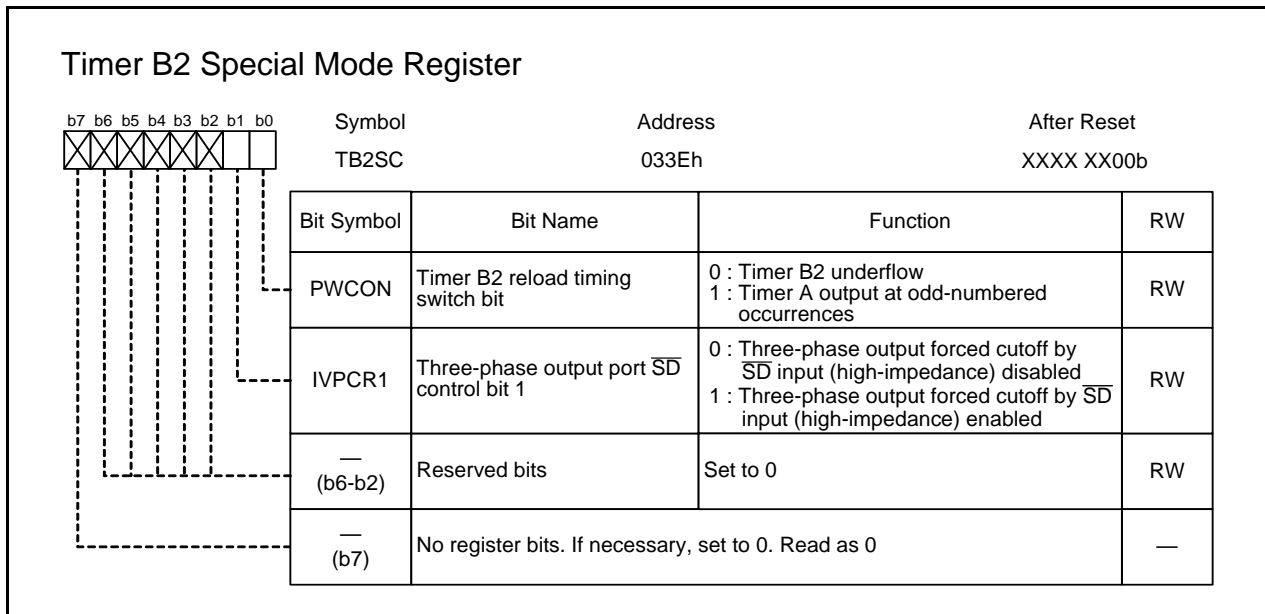 Timer B2 Special Mode Register
b7 b6 b5 b4 b3 b2 b1 b0
Symbol Address After Reset
TB2SC 033Eh XXXX XX00b
Bit Symbol Bit Name Function RW
PWCON
Timer B2 reload timing
switch bit
0 : Timer B2 underflow
1 : Timer A output at odd-numbered
occurrences
RW
IVPCR1
Three-phase output port S̅D̅
control bit 1
0 : Three-phase output forced cutoff by
S̅D̅ input (high-impedance) disabled
1 : Three-phase output forced cutoff by S̅D̅
input (high-impedance) enabled
RW
—
(b6-b2)
Reserved bits
Set to 0
RW
—
(b7)
No register bits. If necessary, set to 0. Read as 0
—